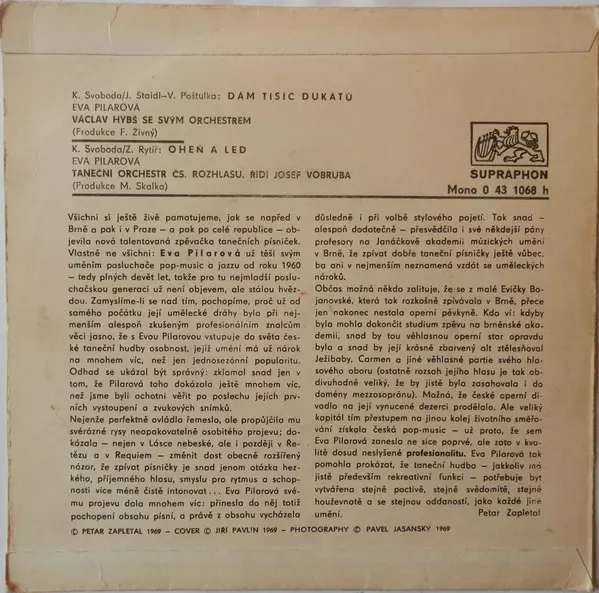 K. Svoboda/J. Štaidl-V. Poštulka: DÁM TISÍC DUKÁTŮ
EVA PILAROVÁ
VÁCLAV HYBŠ SE SVÝM ORCHESTREM
(Produkce F. Živný)
K. Svoboda/Z. Rytíř: OHEŇ A LED
EVA PILAROVÁ
TANEČNÍ ORCHESTR ČS. ROZHLASU, ŘÍDÍ JOSEF VOBRUBA
(Produkce M. Skalka)
SUPRAPHON
Mono 0 43 1068 h
Všichni si ještě živě pamatujeme, jak se napřed v
Brně a pak i v Praze – a pak po celé republice – ob-
jevila nová talentovaná zpěvačka tanečních písniček.
Vlastně ne všichni: Eva Pilarová už těší svým
uměním posluchače pop-music a jazzu od roku 1960
– tedy plných devět let, takže pro tu nejmladší poslu-
chačskou generaci už není objevem, ale stálou hvěz-
dou. Zamyslíme-li se nad tím, pochopíme, proč už od
samého počátku její umělecké dráhy bylo při nej-
menším alespoň zkušeným profesionálním znalcům
věci jasno, že s Evou Pilarovou vstupuje do světa čes-
ké taneční hudby osobnost, jejíž umění má už nárok
na mnohem víc, než jen jednosezónní popularitu.
Odhad se ukázal být správný: zklamal snad jen v
tom, že Pilarová toho dokázala ještě mnohem víc,
než jsme byli ochotni věřit po poslechu jejích prv-
ních vystoupení a zvukových snímků.
Nejenže perfektně ovládla řemeslo, ale propůjčila mu
svérázné rysy neopakovatelně osobitého projevu; do-
kázala – nejen v Lásce nebeské, ale i později v Re-
tězu a v Requiem – změnit dost obecně rozšířený
názor, že zpívat písničky je snad jenom otázka hez-
kého, příjemného hlasu, smyslu pro rytmus a schop-
nosti více méně čistě intonovat... Eva Pilarová své-
mu projevu dala mnohem víc: přinesla do něj totiž
pochopení obsahu písní, a právě z obsahu vycházela
důsledně i při volbě stylového pojetí. Tak snad –
alespoň dodatečně – přesvědčila i své někdejší pány
profesory na Janáčkově akademii múzických umění
v Brně, že zpívat dobře taneční písničky ještě vůbec,
ba ani v nejmenším neznamená vzdát se uměleckých
nároků.
Občas možná někdo zalituje, že se z malé Evičky Bo-
janovské, která tak rozkošně zpívávala v Brně, přece
jen nakonec nestala operní pěvkyně. Kdo ví: kdyby
byla mohla dokončit studium zpěvu na brněnské aka-
demii, snad by tou věhlasnou operní star opravdu
byla a snad by její krásně zbarvený alt ztělesňoval
Ježibaby, Carmen a jiné věhlasné partie svého hla-
sového oboru (ostatně rozsah jejího hlasu je tak ob-
divuhodně veliký, že by jistě byla zasahovala i do
domény mezzosopránu). Možná, že české operní di-
vadlo na její vynucené dezerci prodělalo. Ale veliký
kapitál tím přestupem na jinou kolej životního směřo-
vání získala česká pop-music – už proto, že sem
Eva Pilarová zanesla ne sice poprvé, ale zato v kvali-
tě dosud neslyšené profesionalitu. Eva Pilarová tak
pomohla prokázat, že taneční hudba – jakkoliv má
jistě především rekreativní funkci – potřebuje být
vytvářena stejně poctivě, stejně svědomitě, stejně
houževnatě a se stejnou oddaností, jako každé jiné
umění.
Petar Zapletal
© PETAR ZAPLETAL 1969 – COVER © JIŘÍ PAVLÍN 1969 – PHOTOGRAPHY © PAVEL JASANSKÝ 1969